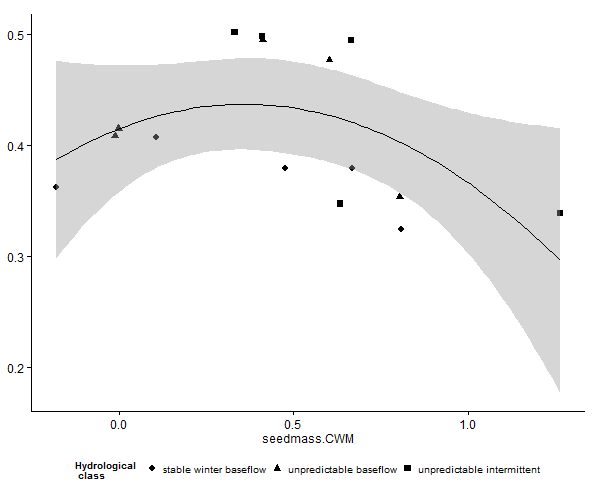 0.5
0.4
0.3
0.2
0.0 0.5 1.0
seedmass.CWM
Hydrological
class
stable winter baseflow unpredictable baseflow unpredictable intermittent